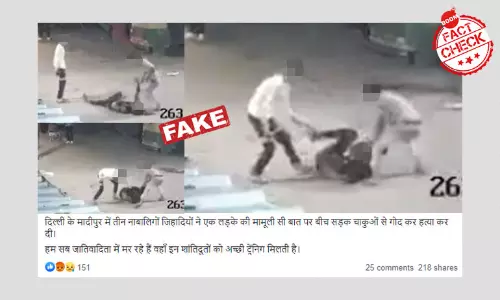 BOOM
FACT
CHECK
263
FAKE
263
26
दिल्ली के मादीपुर में तीन नाबालिगों जिहादियों ने एक लड़के की मामूली सी बात पर बीच सड़क चाकुओं से गोद कर हत्या कर
दी।
हम सब जातिवादिता में मर रहे हैं वहाँ इन शांतिदूतों को अच्छी ट्रेनिंग मिलती है।
151
25 comments 218 shares